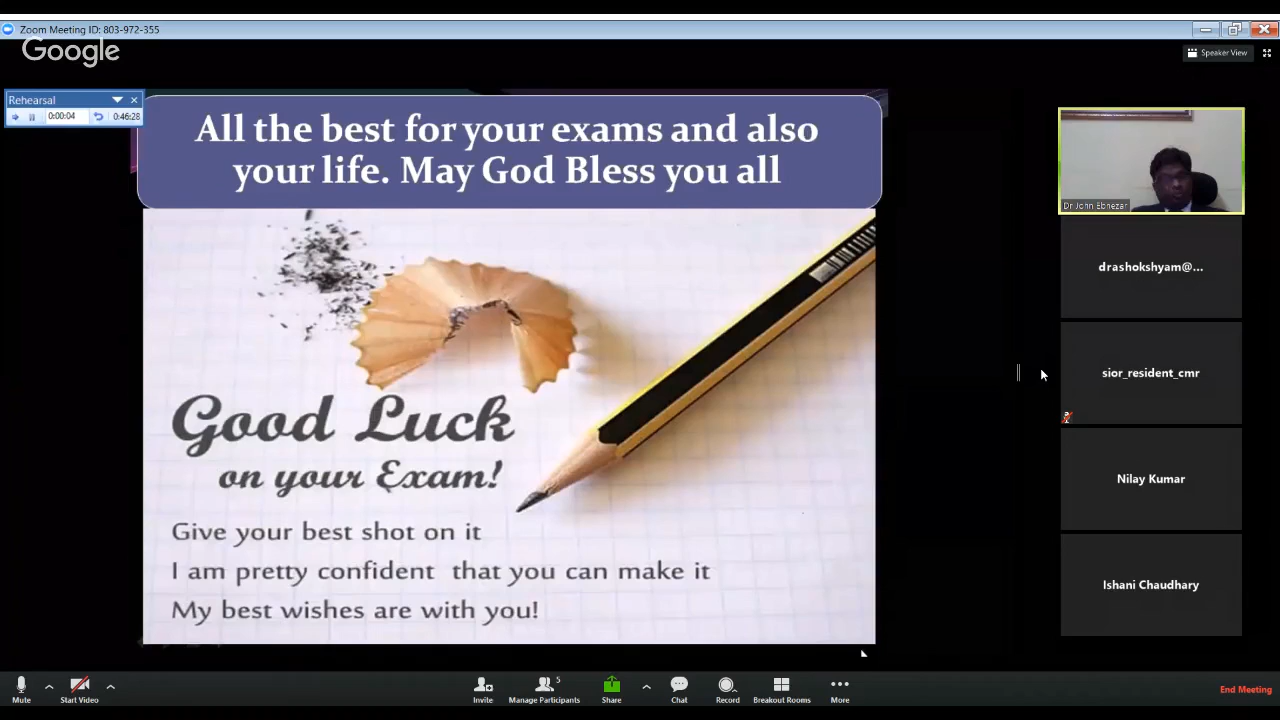 Zoom Meeting ID: 803-972-355
Google
Speaker View
Rehearsal
0:00:04
0:46:28
All the best for your exams and also
your life. May God Bless you all
Good Luck
on your Exam!
Give your best shot on it
I am pretty confident that you can make it
My best wishes are with you!
Dr John Ebnezar
drashokshyam@...
sior_resident_cmr
Nilay Kumar
Ishani Chaudhary
Mute
Start Video
Invite
5
Manage Participants
Share
Chat
Record
Breakout Rooms
More
End Meeting